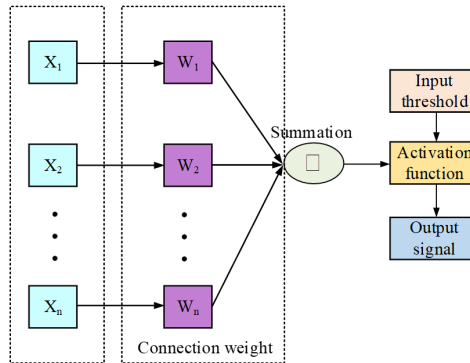 X₁
W₁
Input
threshold
Summation
X₂
W₂
Activation
function
Output
signal
Xₙ
Wₙ
Connection weight